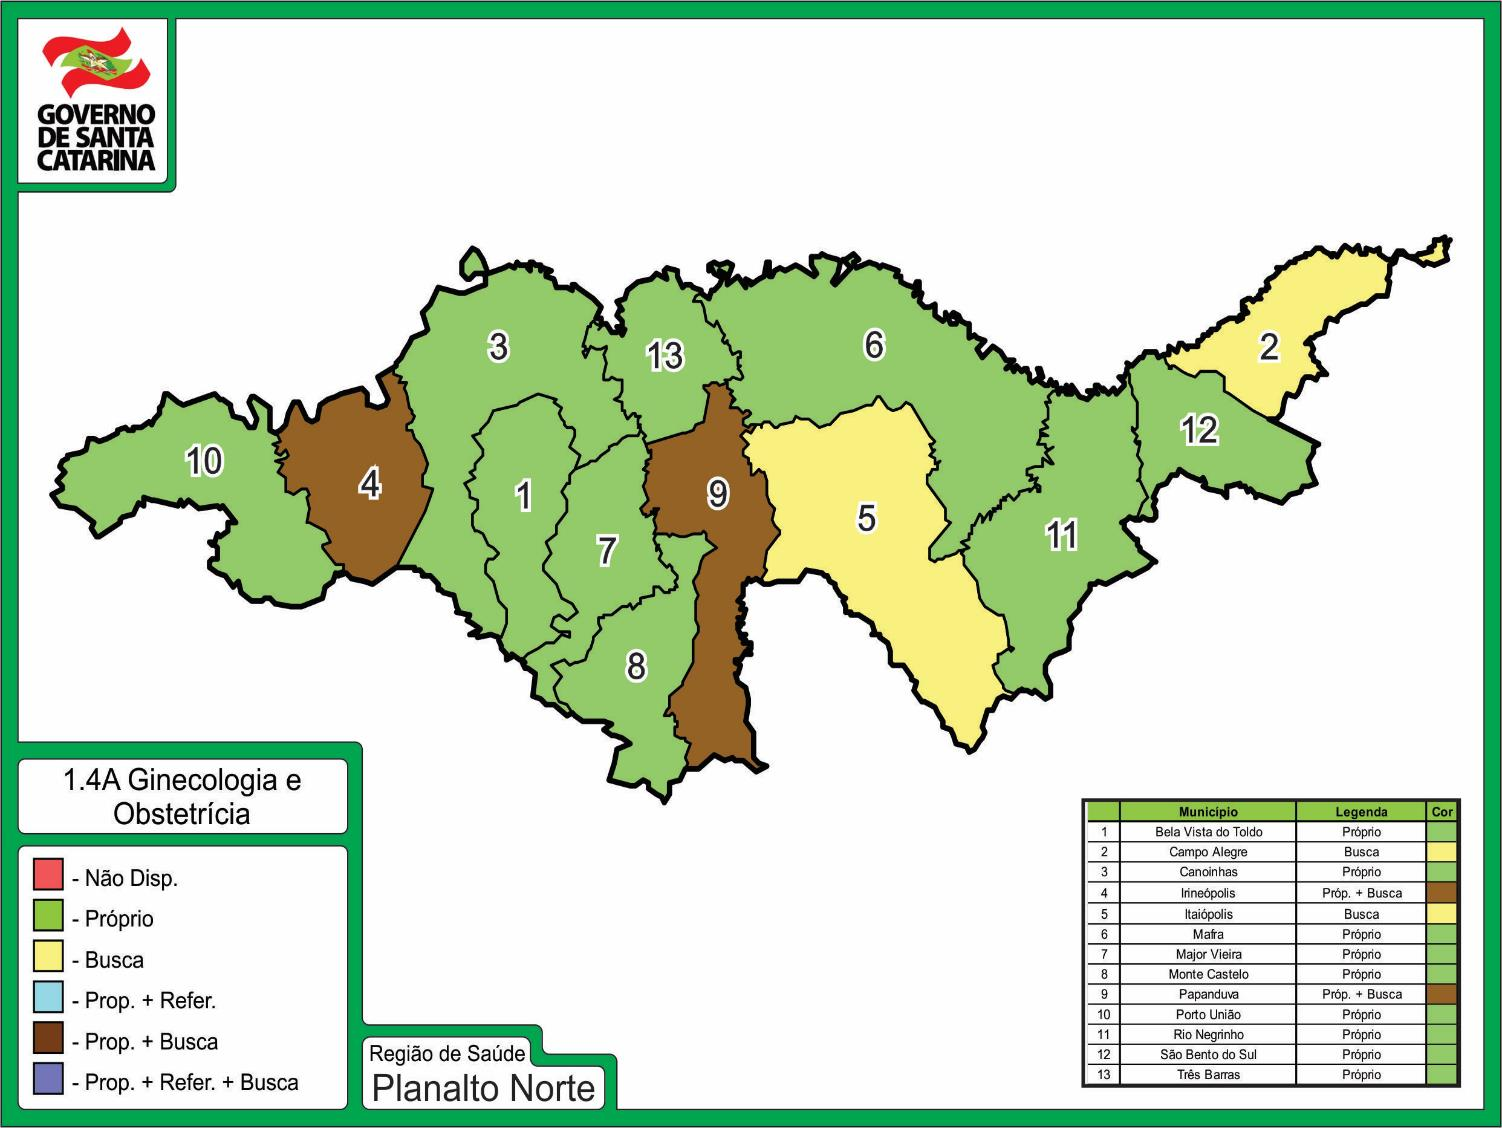 GOVERNO
DE SANTA
CATARINA
3
13
6
2
12
10
4
1
9
5
11
7
8
1.4A Ginecologia e
Obstetrícia
- Não Disp.
- Próprio
- Busca
- Prop. + Refer.
- Prop. + Busca
- Prop. + Refer. + Busca
Região de Saúde
Planalto Norte
Município Legenda Cor
1 Bela Vista do Toldo Próprio
2 Campo Alegre Busca
3 Canoinhas Próprio
4 Irineópolis Próp. + Busca
5 Itaiópolis Busca
6 Mafra Próprio
7 Major Vieira Próprio
8 Monte Castelo Próprio
9 Papanduva Próp. + Busca
10 Porto União Próprio
11 Rio Negrinho Próprio
12 São Bento do Sul Próprio
13 Três Barras Próprio